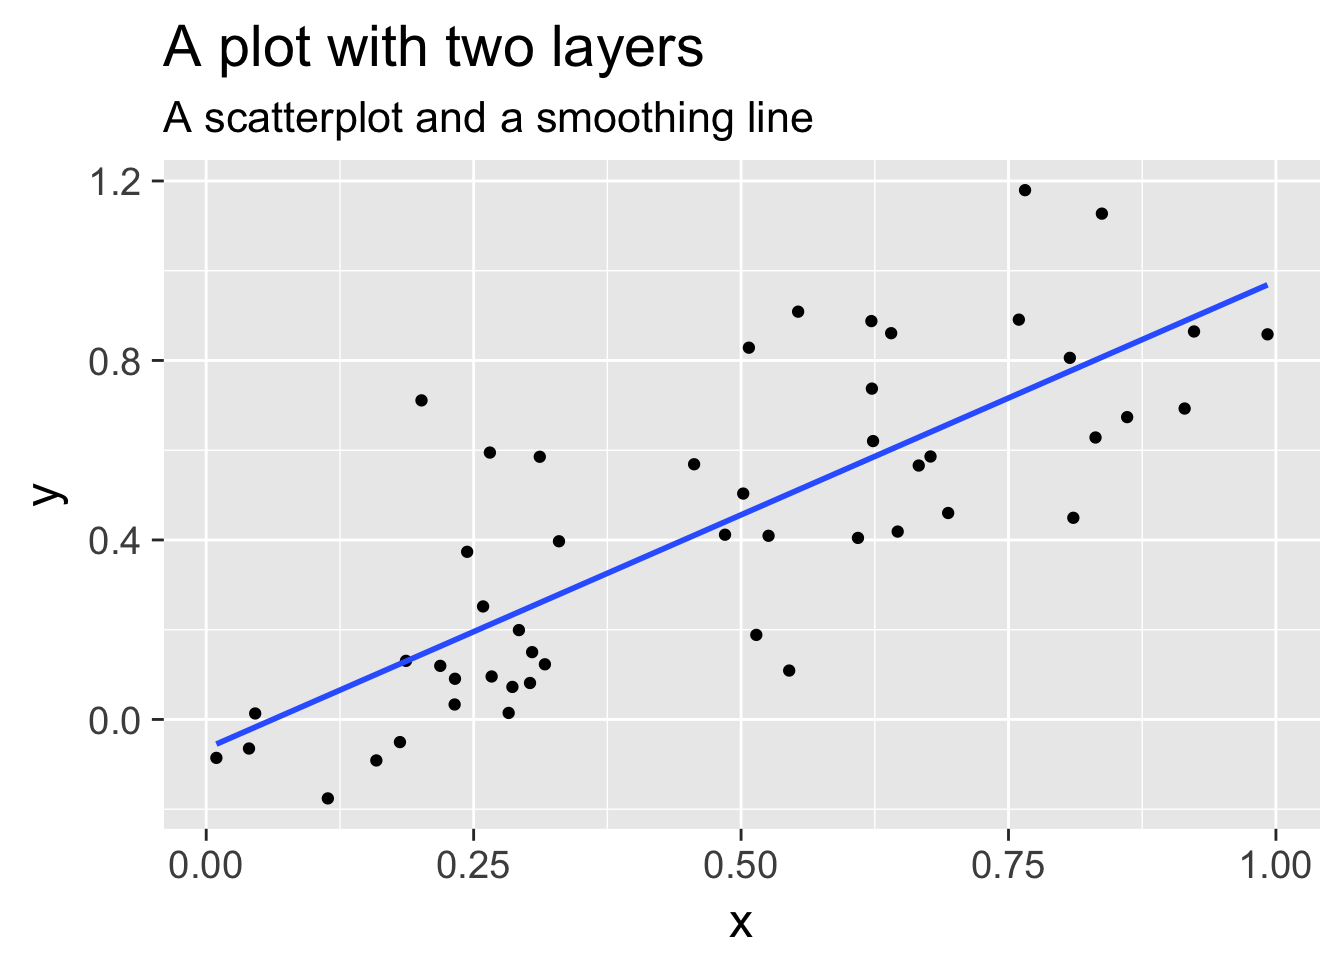 A plot with two layers
A scatterplot and a smoothing line
1.2
0.8
0.4
0.0
y
0.00 0.25 0.50 0.75 1.00
x